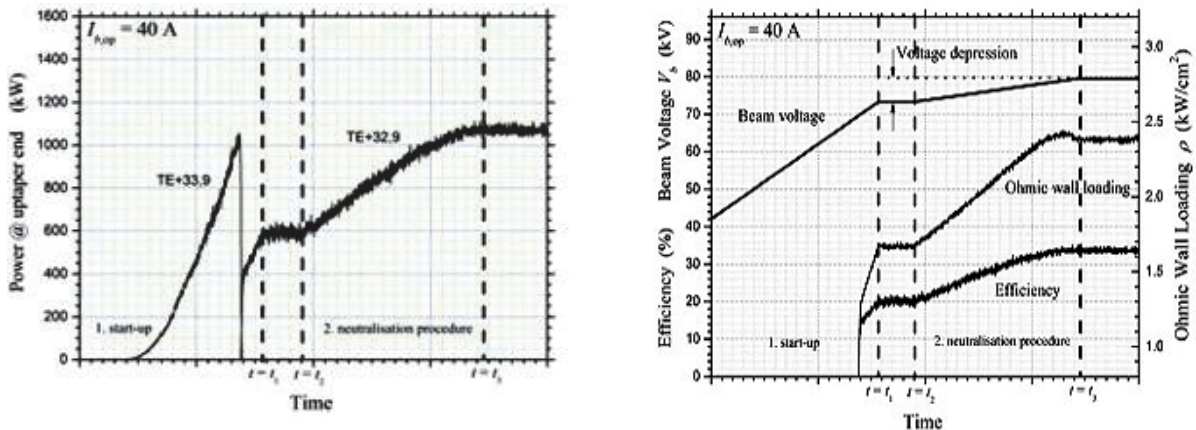 I_b,op = 40 A
1600
1400
1200
1000
800
600
400
200
0
Power @ uptaper end (kW)
TE+33,9
TE+32,9
1. start-up
2. neutralisation procedure
t = t₁
t = t₂
t = t₃
Time
I_b,op = 40 A
Voltage depression
Beam voltage
Ohmic wall loading
Efficiency
1. start-up
2. neutralisation procedure
90
80
70
60
50
40
30
20
10
0
Efficiency (%) Beam Voltage V_b (kV)
3.0
2.5
2.0
1.5
1.0
Ohmic Wall Loading ρ (kW/cm²)
t = t₁
t = t₂
t = t₃
Time